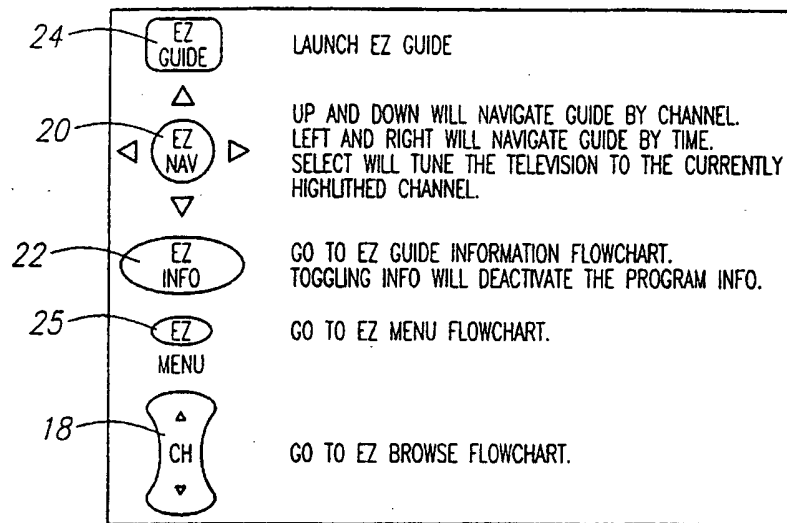 24
EZ
GUIDE
LAUNCH EZ GUIDE
20
EZ
NAV
UP AND DOWN WILL NAVIGATE GUIDE BY CHANNEL.
LEFT AND RIGHT WILL NAVIGATE GUIDE BY TIME.
SELECT WILL TUNE THE TELEVISION TO THE CURRENTLY
HIGHLITHED CHANNEL.
22
EZ
INFO
GO TO EZ GUIDE INFORMATION FLOWCHART.
TOGGLING INFO WILL DEACTIVATE THE PROGRAM INFO.
25
EZ
MENU
GO TO EZ MENU FLOWCHART.
18
CH
GO TO EZ BROWSE FLOWCHART.